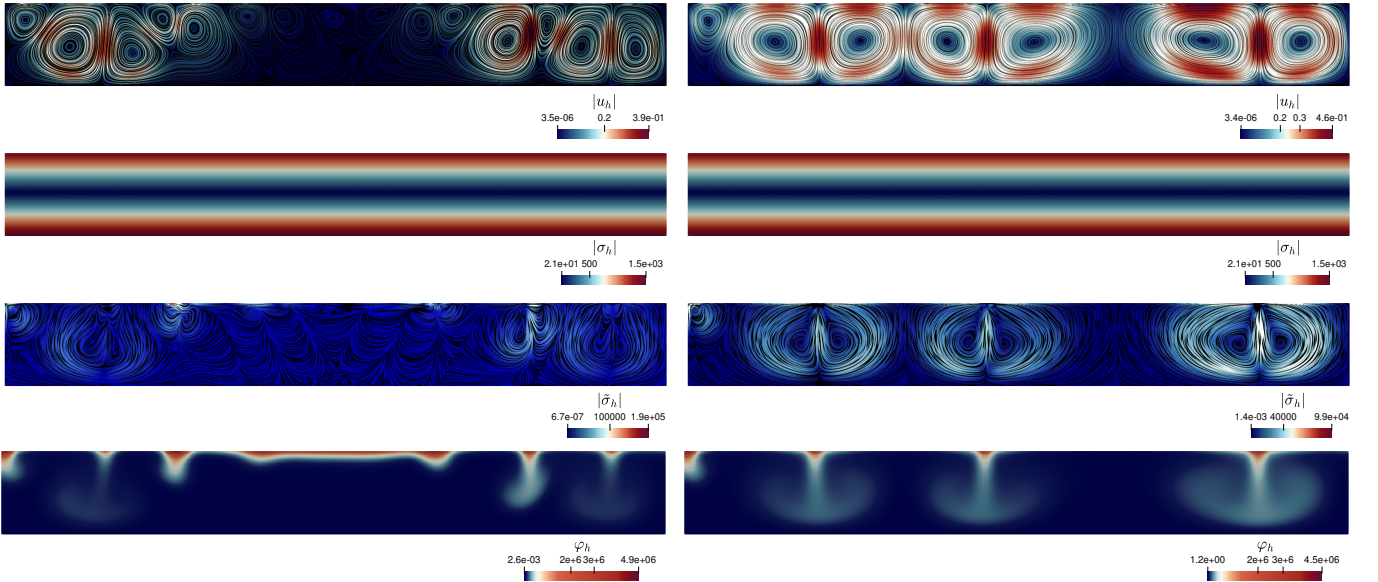 |u_h|
3.5e-06 0.2 3.9e-01
|u_h|
3.4e-06 0.2 0.3 4.6e-01
|σ_h|
2.1e+01 500 1.5e+03
|σ_h|
2.1e+01 500 1.5e+03
|σ̃_h|
6.7e-07 100000 1.9e+05
|σ̃_h|
1.4e-03 40000 9.9e+04
φ_h
2.6e-03 2e+6 3e+6 4.9e+06
φ_h
1.2e+00 2e+6 3e+6 4.5e+06